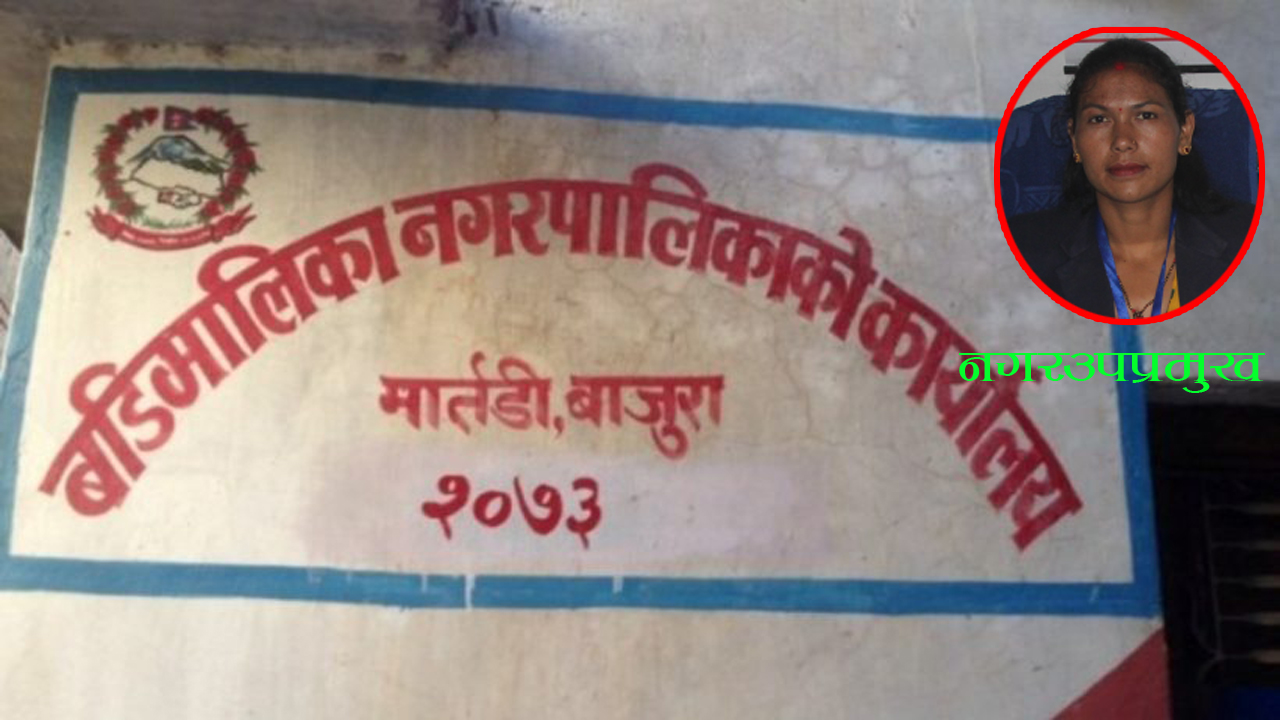 बडिमालिका नगरपालिकाको कार्यालय
मार्तडी, बाजुरा
२०७३
नगरउपप्रमुख